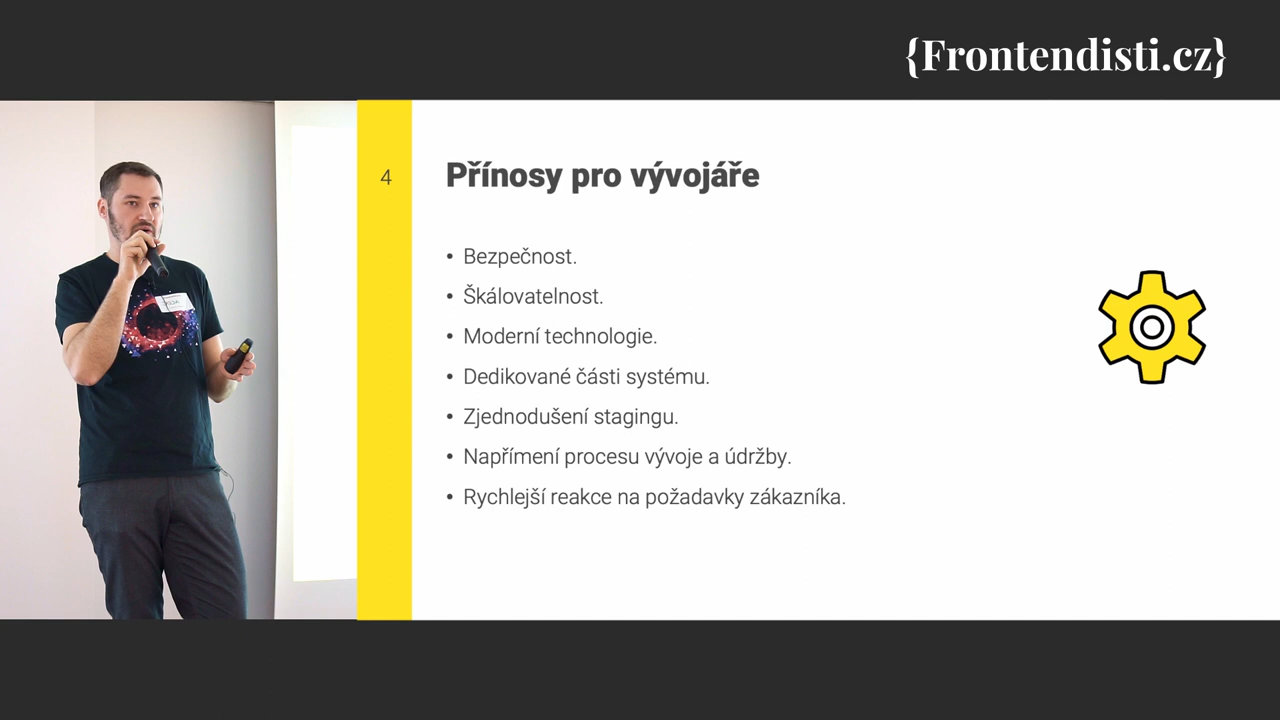 {Frontendisti.cz}
4
Přínosy pro vývojáře
• Bezpečnost.
• Škálovatelnost.
• Moderní technologie.
• Dedikované části systému.
• Zjednodušení stagingu.
• Napřímení procesu vývoje a údržby.
• Rychlejší reakce na požadavky zákazníka.